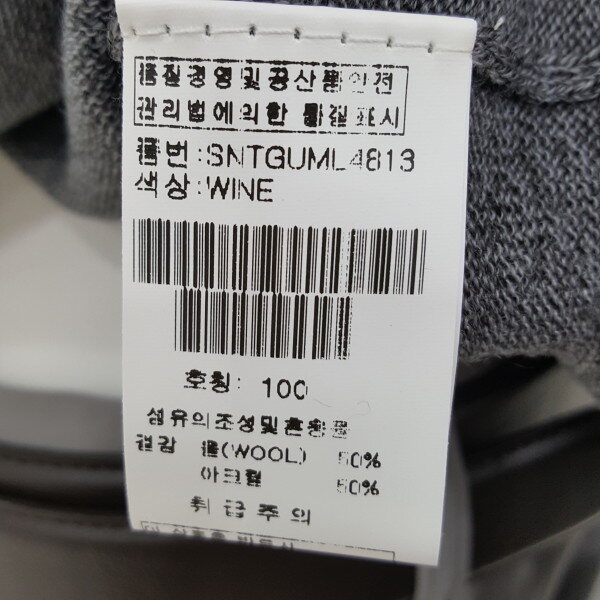 품질경영및공산품안전
관리법에의한 품질표시
품번:SNTGUML4813
색상:WINE
호칭: 100
섬유의조성및혼용률
겉감 울(WOOL) 50%
아크릴 50%
취급주의